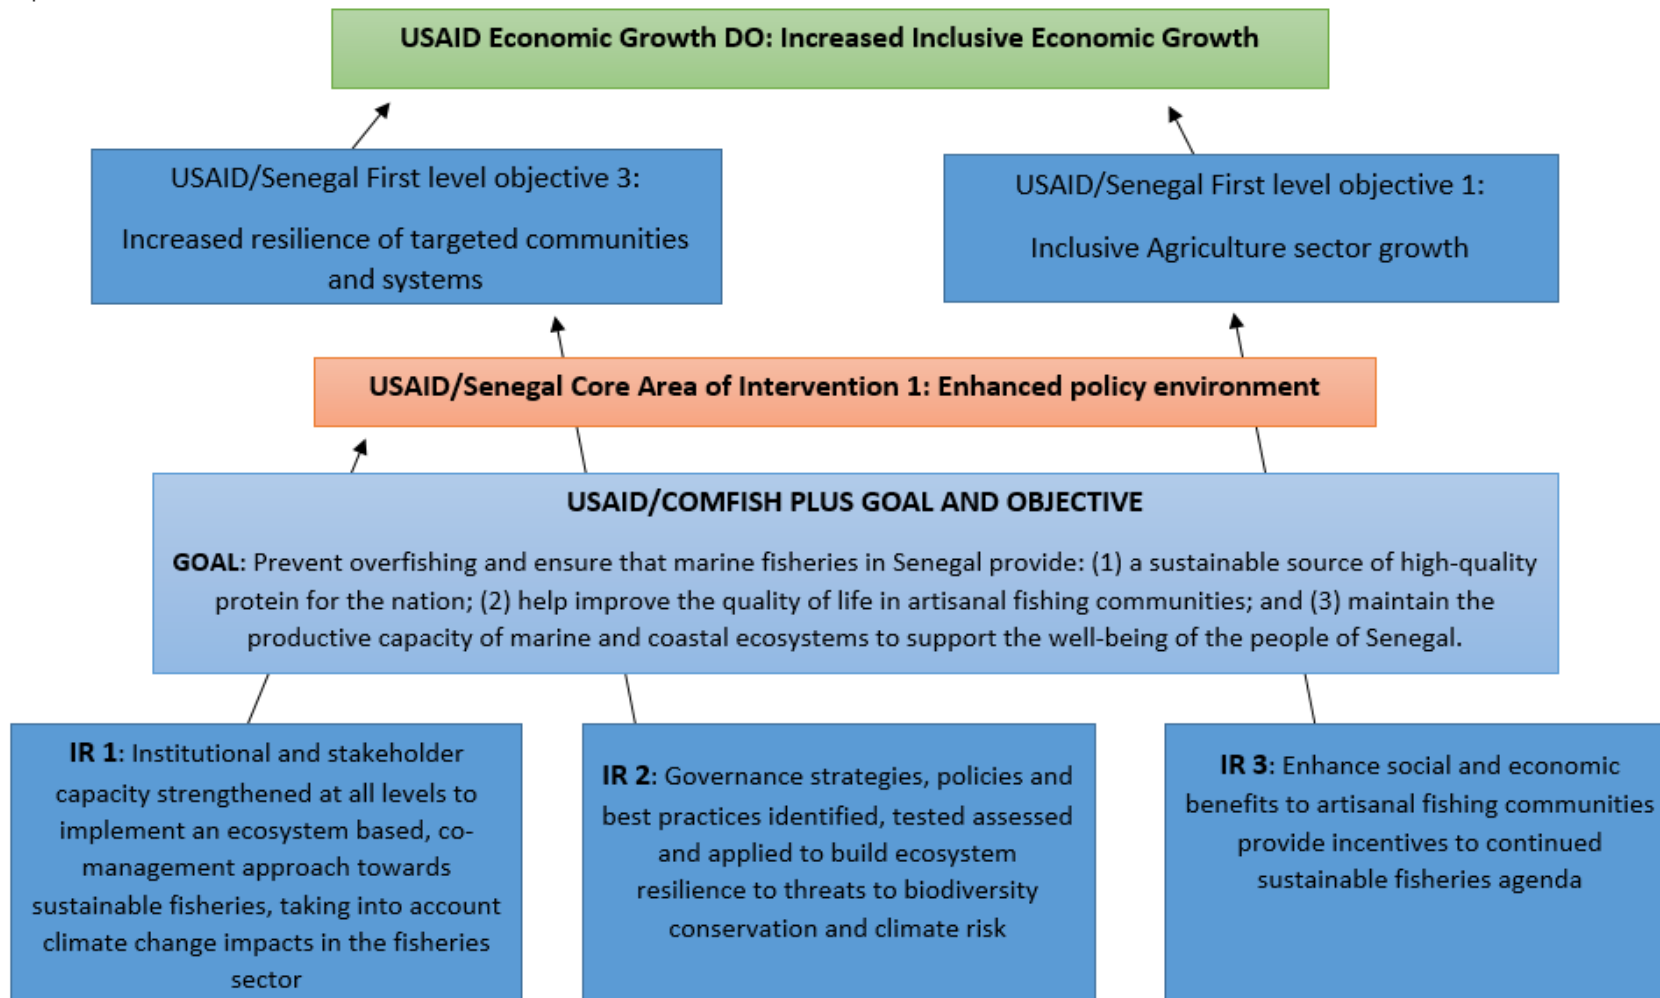 USAID Economic Growth DO: Increased Inclusive Economic Growth
USAID/Senegal First level objective 3:
Increased resilience of targeted communities
and systems
USAID/Senegal First level objective 1:
Inclusive Agriculture sector growth
USAID/Senegal Core Area of Intervention 1: Enhanced policy environment
USAID/COMFISH PLUS GOAL AND OBJECTIVE
GOAL: Prevent overfishing and ensure that marine fisheries in Senegal provide: (1) a sustainable source of high-quality
protein for the nation; (2) help improve the quality of life in artisanal fishing communities; and (3) maintain the
productive capacity of marine and coastal ecosystems to support the well-being of the people of Senegal.
IR 1: Institutional and stakeholder
capacity strengthened at all levels to
implement an ecosystem based, co-
management approach towards
sustainable fisheries, taking into account
climate change impacts in the fisheries
sector
IR 2: Governance strategies, policies and
best practices identified, tested assessed
and applied to build ecosystem
resilience to threats to biodiversity
conservation and climate risk
IR 3: Enhance social and economic
benefits to artisanal fishing communities
provide incentives to continued
sustainable fisheries agenda